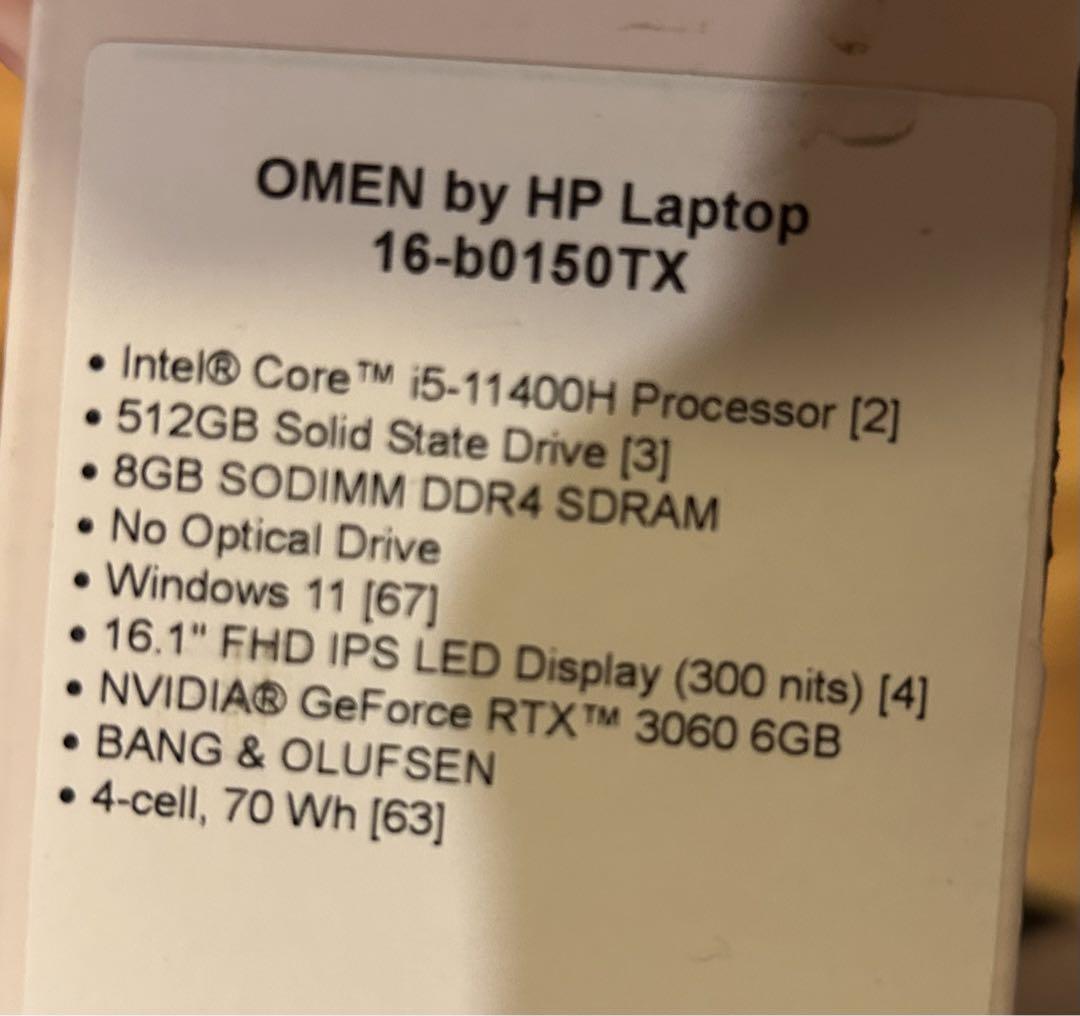 OMEN by HP Laptop
16-b0150TX
• Intel® Core™ i5-11400H Processor [2]
• 512GB Solid State Drive [3]
• 8GB SODIMM DDR4 SDRAM
• No Optical Drive
• Windows 11 [67]
• 16.1" FHD IPS LED Display (300 nits) [4]
• NVIDIA® GeForce RTX™ 3060 6GB
• BANG & OLUFSEN
• 4-cell, 70 Wh [63]